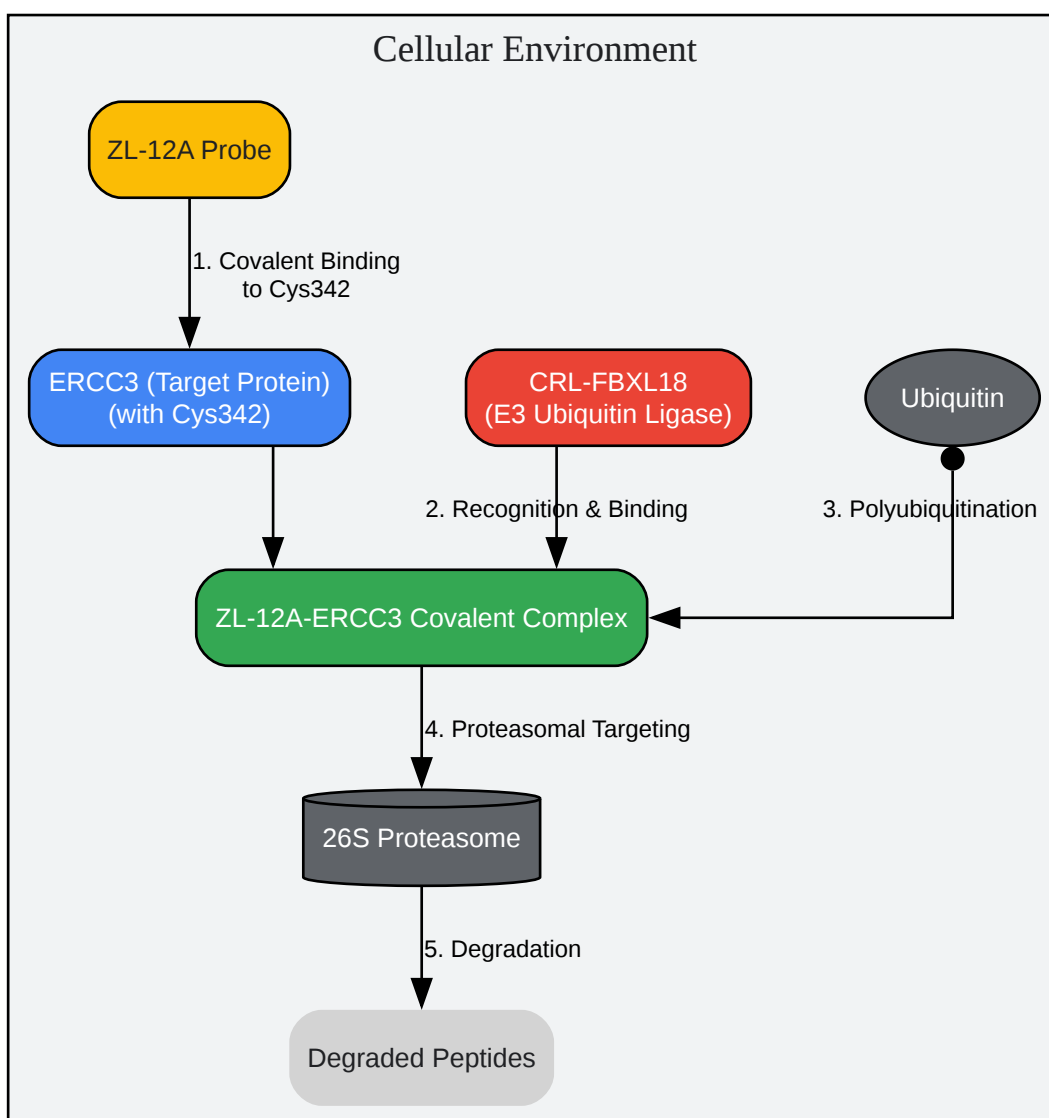 Cellular Environment
ZL-12A Probe
1. Covalent Binding
to Cys342
ERCC3 (Target Protein)
(with Cys342)
CRL-FBXL18
(E3 Ubiquitin Ligase)
Ubiquitin
2. Recognition & Binding
3. Polyubiquitination
ZL-12A-ERCC3 Covalent Complex
4. Proteasomal Targeting
26S Proteasome
5. Degradation
Degraded Peptides